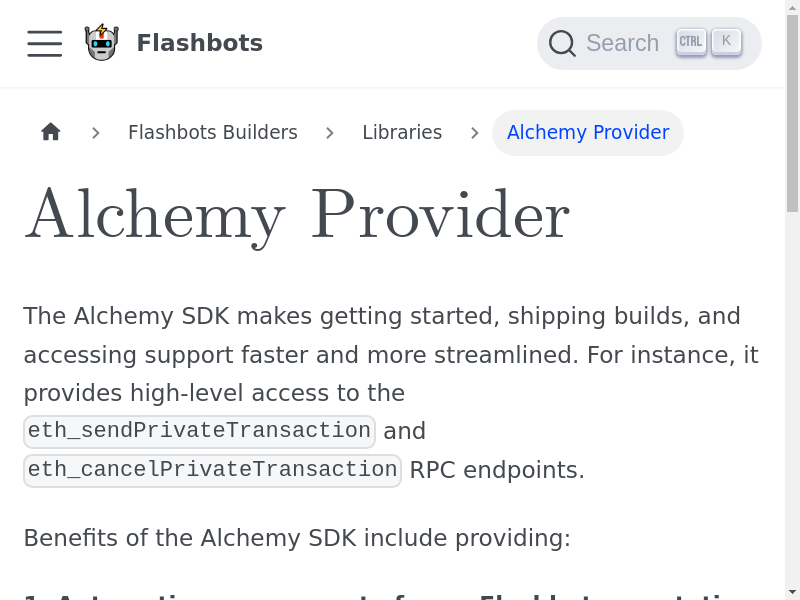 Flashbots
Search CTRL K
Flashbots Builders Libraries Alchemy Provider
Alchemy Provider
The Alchemy SDK makes getting started, shipping builds, and
accessing support faster and more streamlined. For instance, it
provides high-level access to the
eth_sendPrivateTransaction and
eth_cancelPrivateTransaction RPC endpoints.
Benefits of the Alchemy SDK include providing: